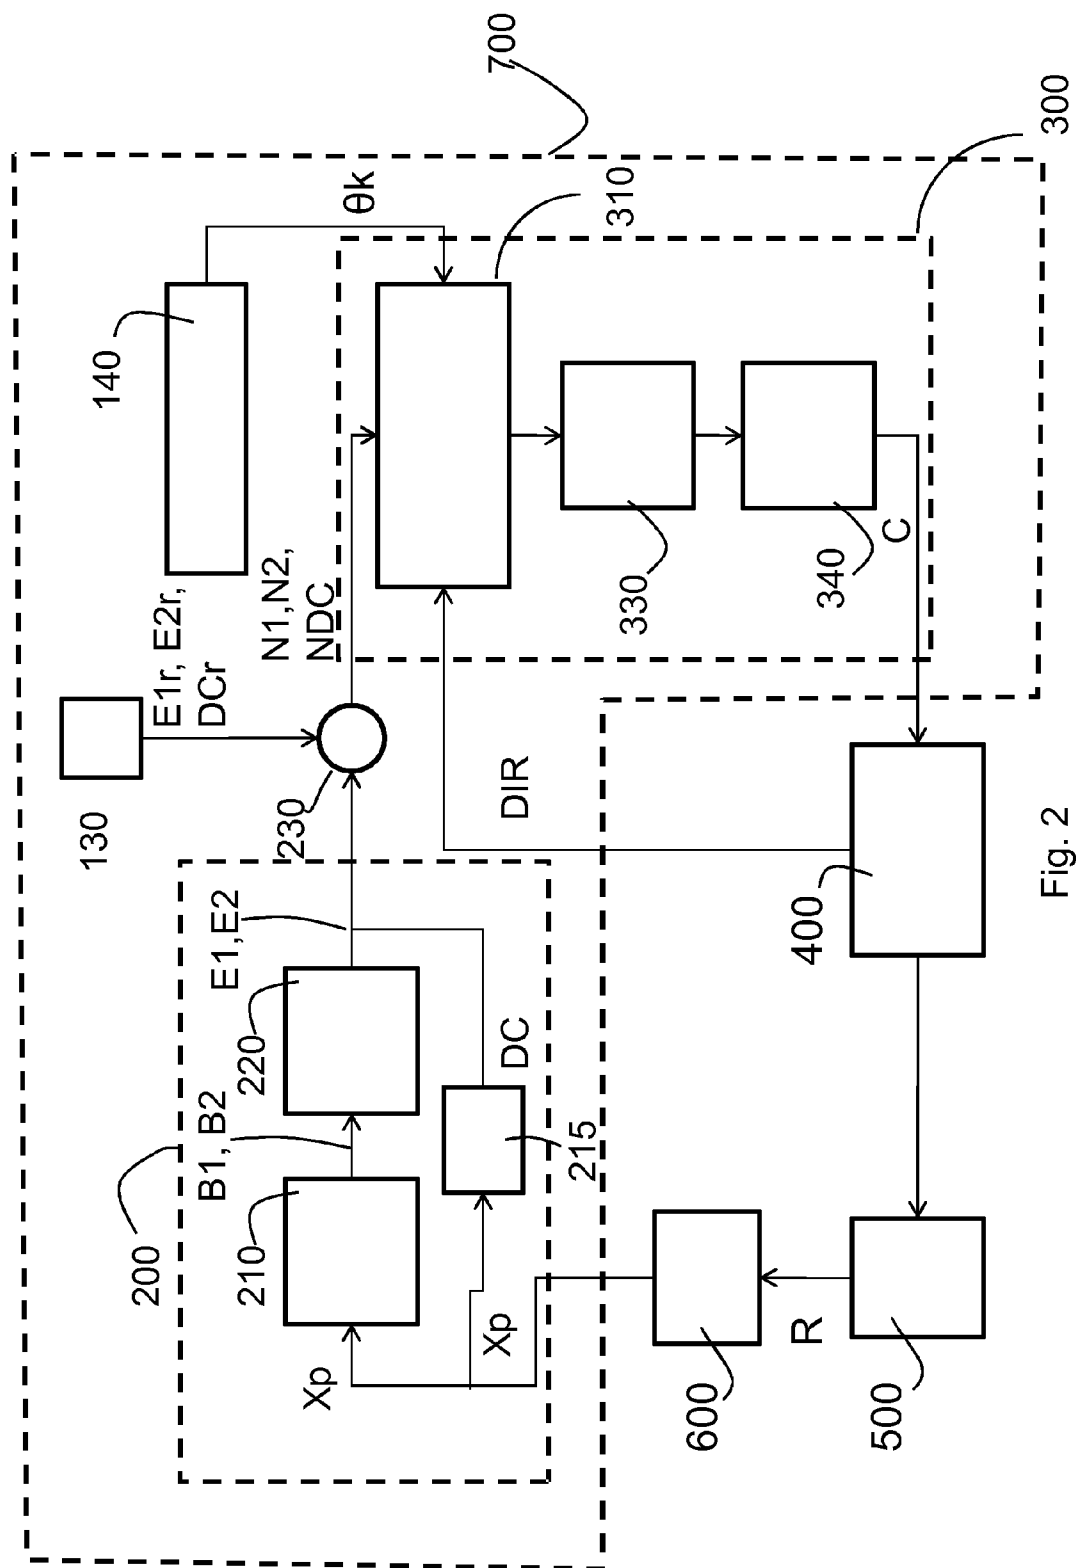 700
140
θk
310
300
130
E1r, E2r,
DCr
N1,N2,
NDC
230
330
340
C
200
B1, B2
E1,E2
220
210
DC
215
DIR
Xp
Xp
400
600
R
500
Fig. 2